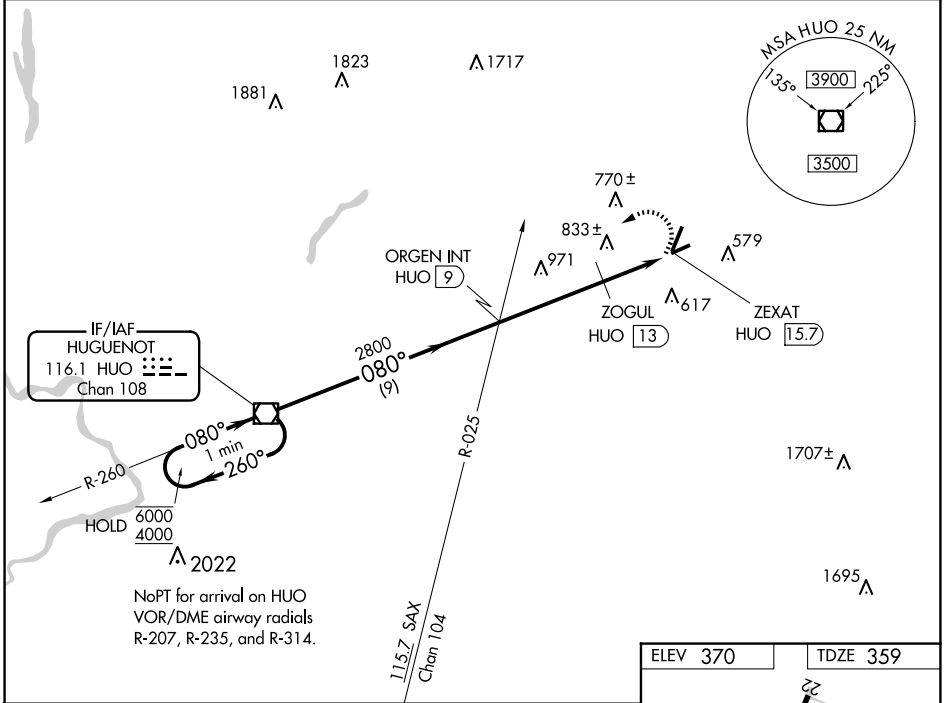 1823
1717
1881
MSA HUO 25 NM
135°
3900
225°
3500
770 ±
833 ±
ORGEN INT
HUO 9
971
579
617
ZOGUL
HUO 13
ZEXAT
HUO 15.7
IF/IAF
HUGUENOT
116.1 HUO
Chan 108
2800
080°
(9)
080°
1 min
260°
R-260
R-025
HOLD 6000
4000
2022
1707 ±
1695
NoPT for arrival on HUO
VOR/DME airway radials
R-207, R-235, and R-314.
115.7 SAX
Chan 104
ELEV 370
TDZE 359
22